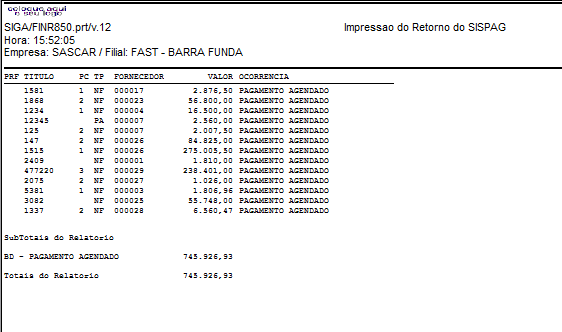 coloque aqui
o seu logo
SIGA/FINR850.prt/v.12 Impressao do Retorno do SISPAG
Hora: 15:52:05
Empresa: SASCAR / Filial: FAST - BARRA FUNDA
PRF TITULO PC TP FORNECEDOR VALOR OCORRENCIA
1581 1 NF 000017 2.876,50 PAGAMENTO AGENDADO
1868 2 NF 000023 56.800,00 PAGAMENTO AGENDADO
1234 1 NF 000004 16.500,00 PAGAMENTO AGENDADO
12345 PA 000007 2.560,00 PAGAMENTO AGENDADO
125 2 NF 000007 2.007,50 PAGAMENTO AGENDADO
147 2 NF 000026 84.825,00 PAGAMENTO AGENDADO
1515 1 NF 000026 275.005,50 PAGAMENTO AGENDADO
2409 NF 000001 1.810,00 PAGAMENTO AGENDADO
477220 3 NF 000029 238.401,00 PAGAMENTO AGENDADO
2075 2 NF 000027 1.026,00 PAGAMENTO AGENDADO
5381 1 NF 000003 1.806,96 PAGAMENTO AGENDADO
3082 NF 000025 55.748,00 PAGAMENTO AGENDADO
1337 2 NF 000028 6.560,47 PAGAMENTO AGENDADO
SubTotais do Relatorio
BD - PAGAMENTO AGENDADO 745.926,93
Totais do Relatorio 745.926,93